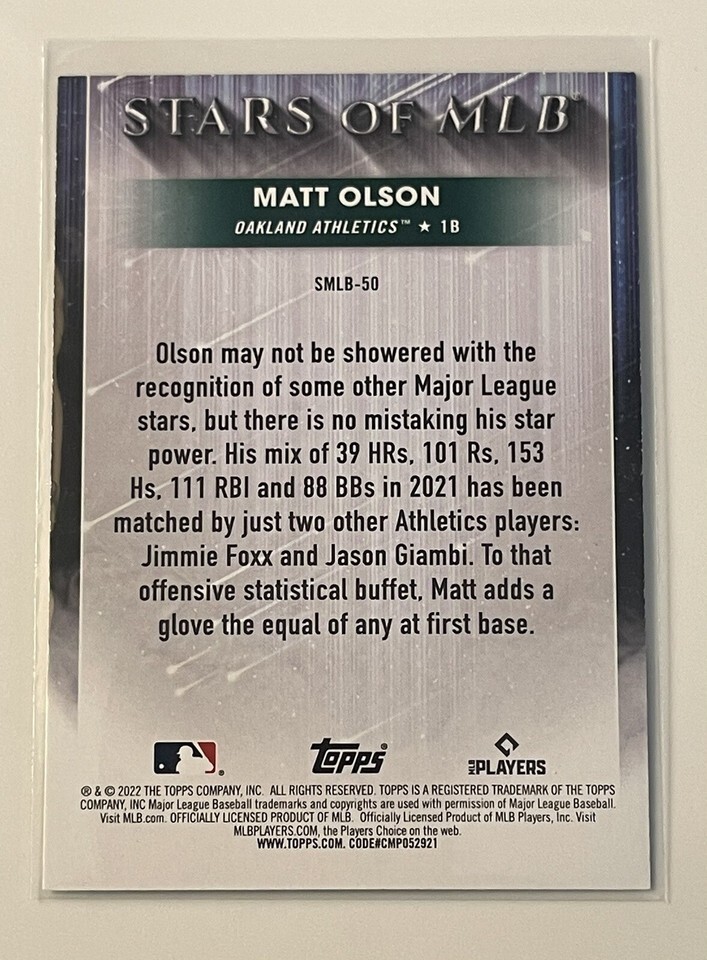 STARS OF MLB®
MATT OLSON
OAKLAND ATHLETICS™ ★ 1B
SMLB-50
Olson may not be showered with the
recognition of some other Major League
stars, but there is no mistaking his star
power. His mix of 39 HRs, 101 Rs, 153
Hs, 111 RBI and 88 BBs in 2021 has been
matched by just two other Athletics players:
Jimmie Foxx and Jason Giambi. To that
offensive statistical buffet, Matt adds a
glove the equal of any at first base.
® topps® MLB PLAYERS
® & © 2022 THE TOPPS COMPANY, INC. ALL RIGHTS RESERVED. TOPPS IS A REGISTERED TRADEMARK OF THE TOPPS
COMPANY, INC Major League Baseball trademarks and copyrights are used with permission of Major League Baseball.
Visit MLB.com. OFFICIALLY LICENSED PRODUCT OF MLB. Officially Licensed Product of MLB Players, Inc. Visit
MLBPLAYERS.COM, the Players Choice on the web.
WWW.TOPPS.COM. CODE#CMP052921